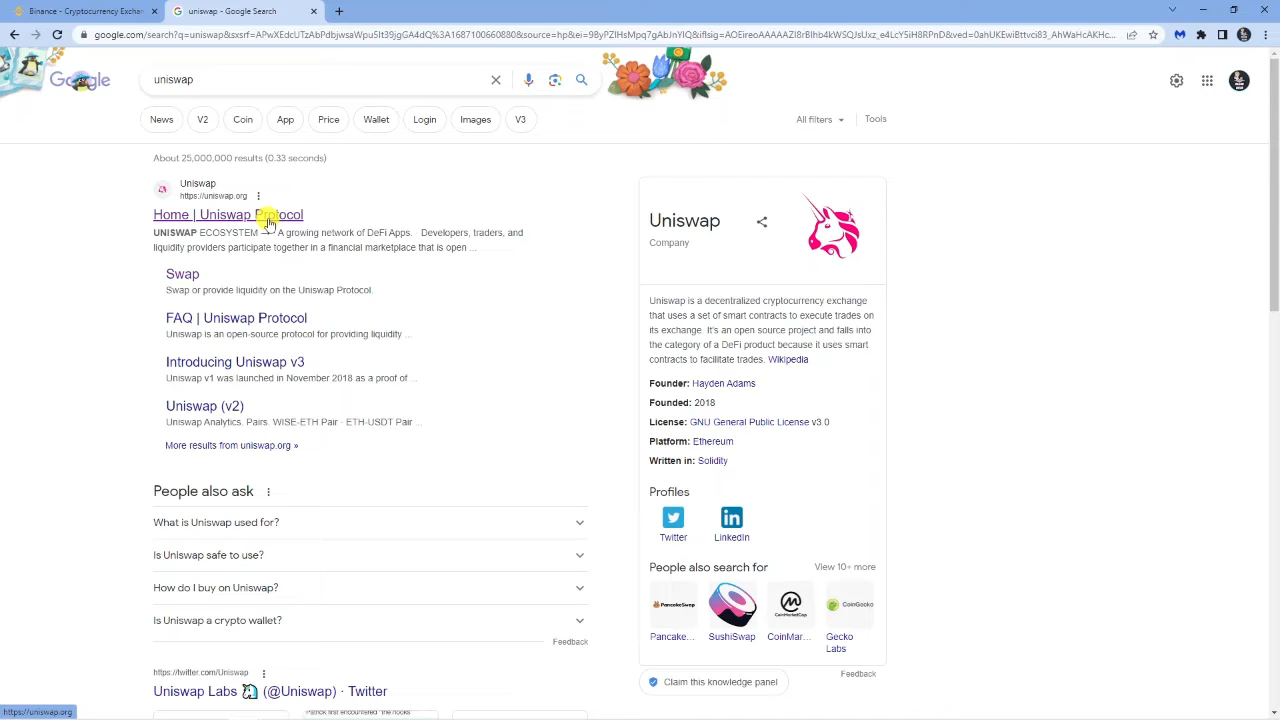 Binance - Cryptocurrency Exchan
uniswap - Google Search
Google
uniswap
News
V2
Coin
App
Price
Wallet
Login
Images
V3
All filters
Tools
About 25,000,000 results (0.33 seconds)
Uniswap
https://uniswap.org
Home | Uniswap Protocol
UNISWAP ECOSYSTEM → A growing network of DeFi Apps. Developers, traders, and
liquidity providers participate together in a financial marketplace that is open ...
Swap
Swap or provide liquidity on the Uniswap Protocol.
FAQ | Uniswap Protocol
Uniswap is an open-source protocol for providing liquidity ...
Introducing Uniswap v3
Uniswap v1 was launched in November 2018 as a proof of ...
Uniswap (v2)
Uniswap Analytics. Pairs. WISE-ETH Pair · ETH-USDT Pair ...
More results from uniswap.org »
People also ask
What is Uniswap used for?
Is Uniswap safe to use?
How do I buy on Uniswap?
Is Uniswap a crypto wallet?
Feedback
https://twitter.com/Uniswap
Uniswap Labs (@Uniswap) · Twitter
Patrick first encountered "the hooks
Uniswap
Company
Uniswap is a decentralized cryptocurrency exchange
that uses a set of smart contracts to execute trades on
its exchange. It's an open source project and falls into
the category of a DeFi product because it uses smart
contracts to facilitate trades. Wikipedia
Founder: Hayden Adams
Founded: 2018
License: GNU General Public License v3.0
Platform: Ethereum
Written in: Solidity
Profiles
Twitter
LinkedIn
People also search for
View 10+ more
PancakeSwap
CoinMarketCap
CoinGecko
Pancake...
SushiSwap
CoinMar...
Gecko
Labs
Feedback
Claim this knowledge panel
https://uniswap.org